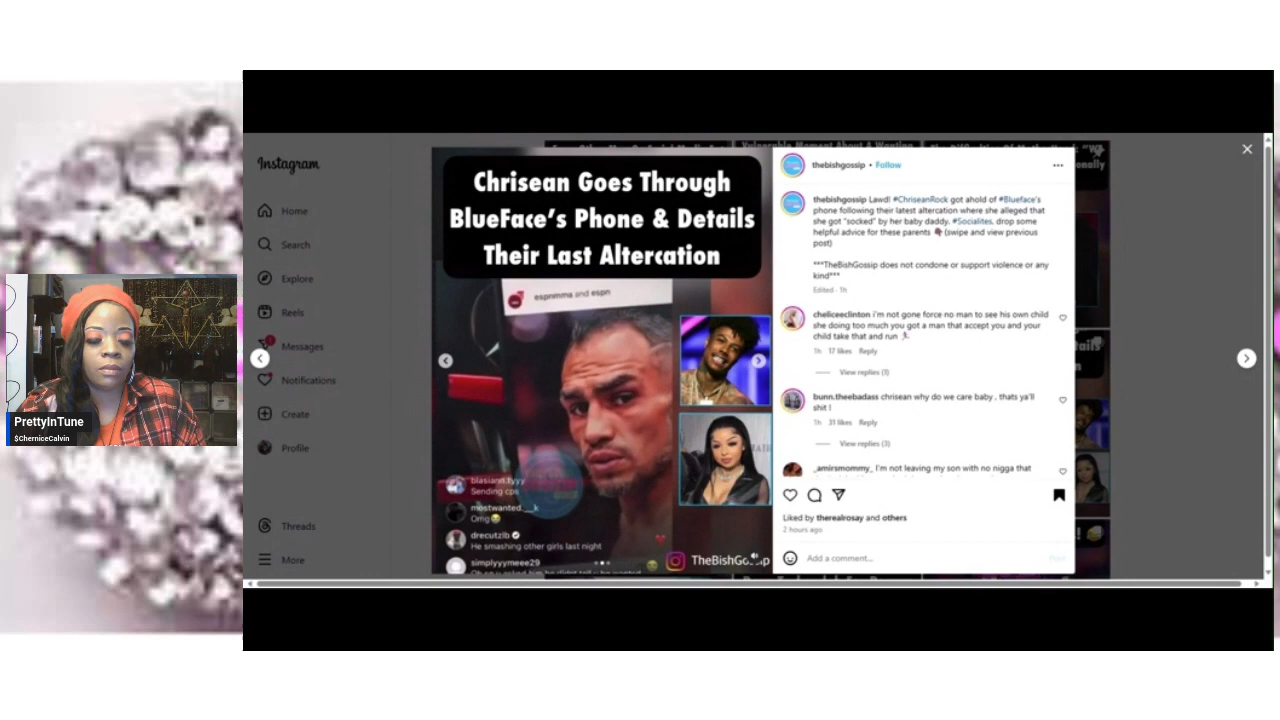 Instagram
Home
Search
Explore
Reels
Messages
Notifications
Create
Profile
Threads
More
PrettyInTune
$CherniceCalvin
Chrisean Goes Through
BlueFace's Phone & Details
Their Last Altercation
espnmma and espn
blasiann.tyyy
Sending cps
mostwanted.__k
Omg
drecutzlb
He smashing other girls last night
simplyyymeee29
TheBishGossip
thebishgossip • Follow
thebishgossip Lawd! #ChriseanRock got ahold of #Blueface's
phone following their latest altercation where she alleged that
she got "socked" by her baby daddy. #Socialites, drop some
helpful advice for these parents (swipe and view previous
post)
***TheBishGossip does not condone or support violence or any
kind***
Edited · 1h
cheliceeclinton i'm not gone force no man to see his own child
she doing too much you got a man that accept you and your
child take that and run
1h 17 likes Reply
View replies (3)
bunn.theebadass chrisean why do we care baby , thats ya'll
shit !
1h 31 likes Reply
View replies (3)
_amirsmommy_ I'm not leaving my son with no nigga that
Liked by therealrosay and others
2 hours ago
Add a comment...